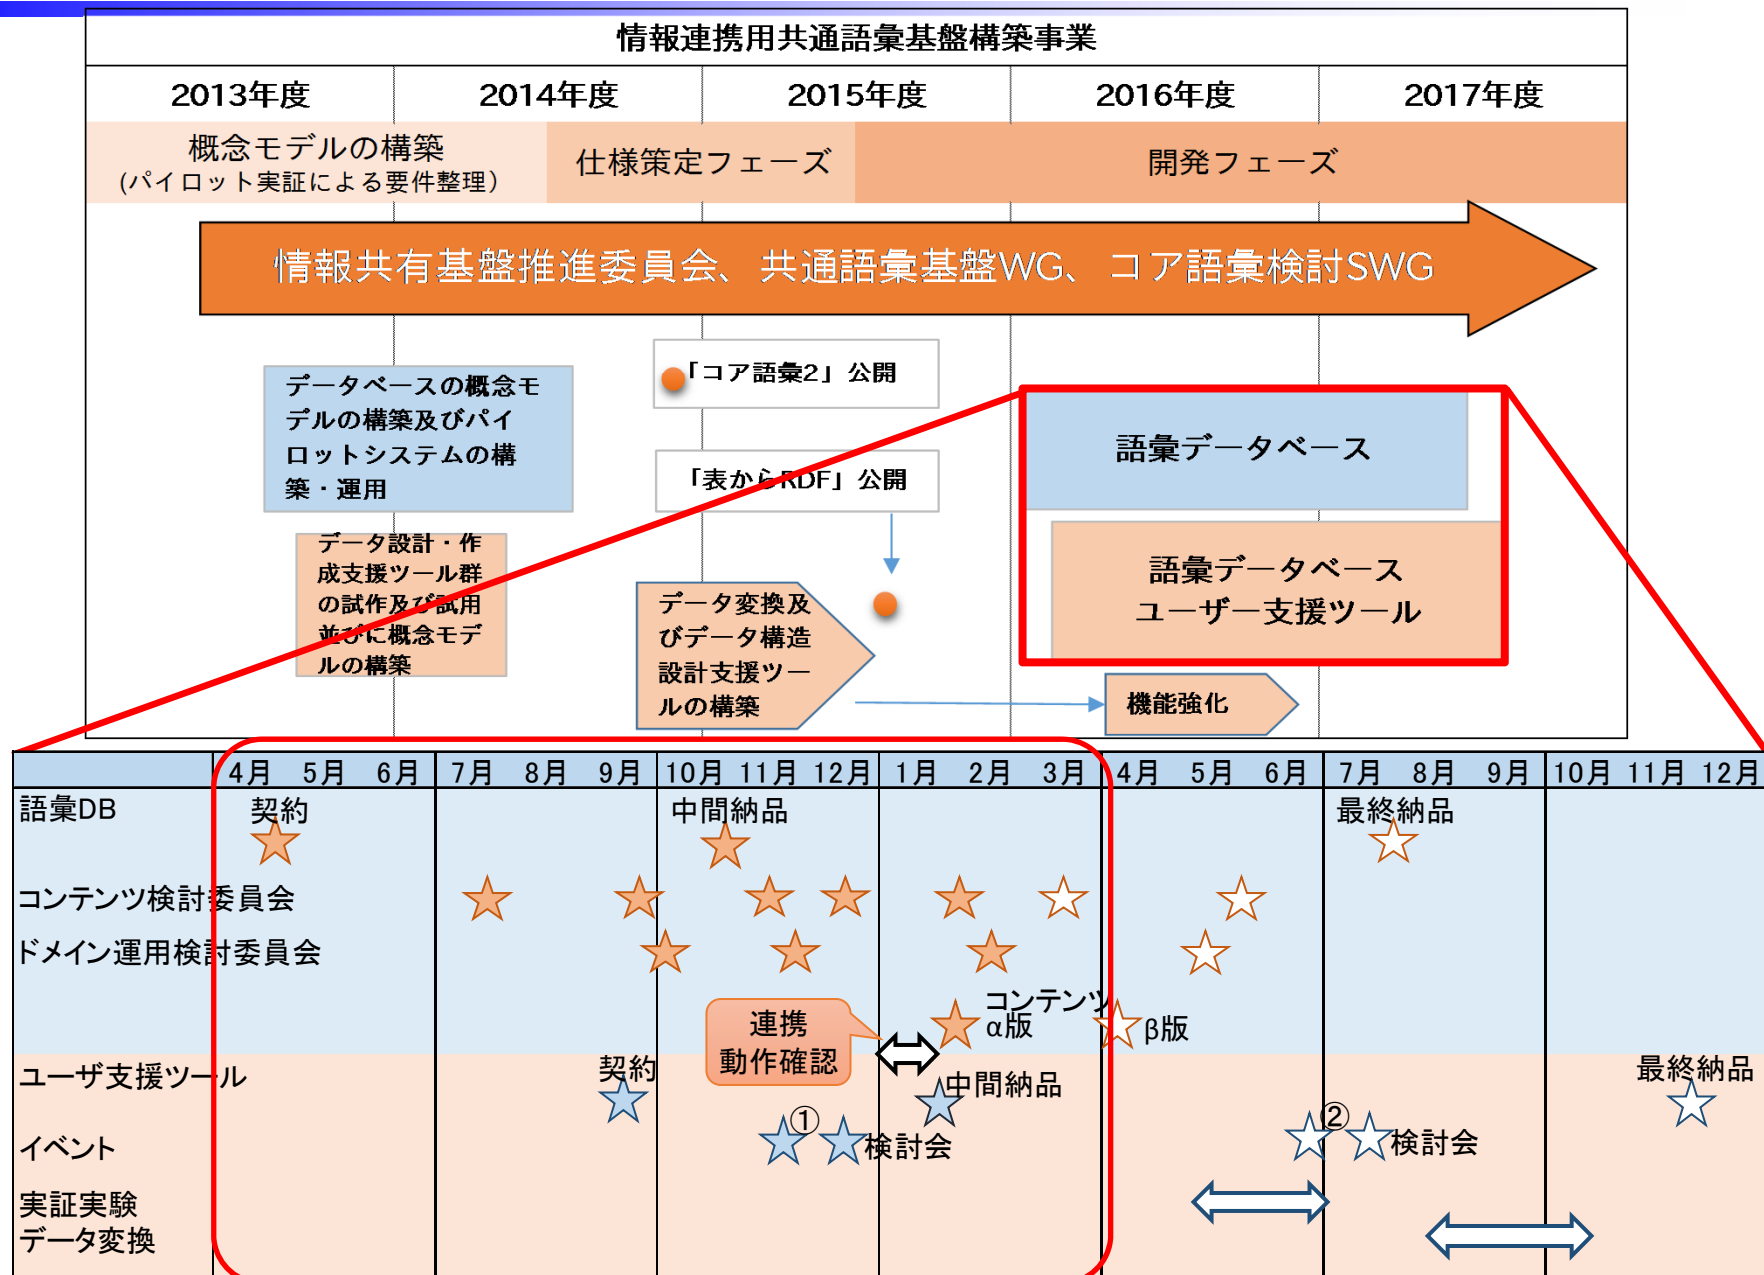 情報連携用共通語彙基盤構築事業
2013年度
2014年度
2015年度
2016年度
2017年度
概念モデルの構築
(パイロット実証による要件整理)
仕様策定フェーズ
開発フェーズ
情報共有基盤推進委員会、共通語彙基盤WG、コア語彙検討SWG
データベースの概念モ
デルの構築及びパイ
ロットシステムの構
築・運用
データ設計・作
成支援ツール群
の試作及び試用
並びに概念モデ
ルの構築
「コア語彙2」公開
「表からRDF」公開
データ変換及
びデータ構造
設計支援ツー
ルの構築
語彙データベース
語彙データベース
ユーザー支援ツール
機能強化
4月 5月 6月 7月 8月 9月 10月 11月 12月 1月 2月 3月 4月 5月 6月 7月 8月 9月 10月 11月 12月
語彙DB
契約
中間納品
最終納品
コンテンツ検討委員会
ドメイン運用検討委員会
連携
動作確認
コンテンツ
α版
β版
ユーザ支援ツール
契約
中間納品
最終納品
イベント
①
検討会
②
検討会
実証実験
データ変換